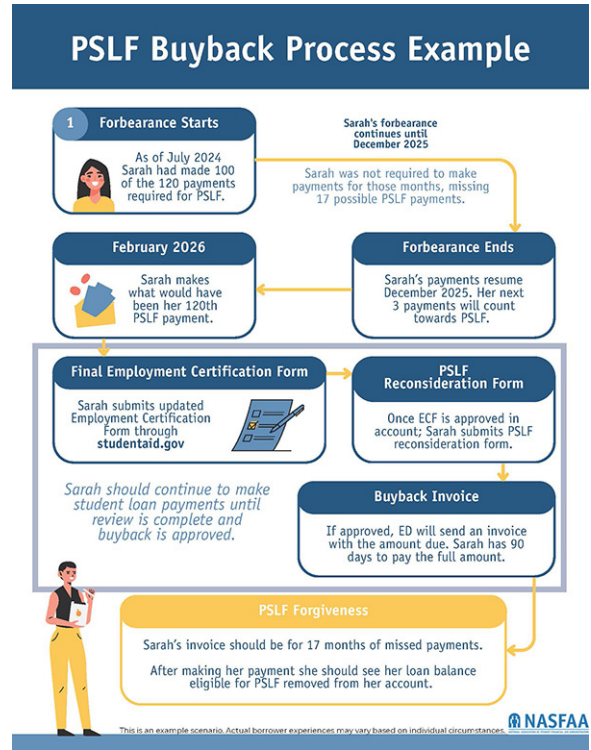 PSLF Buyback Process Example
1
Forbearance Starts
As of July 2024
Sarah had made 100
of the 120 payments
required for PSLF.
Sarah's forbearance
continues until
December 2025
Sarah was not required to make
payments for those months, missing
17 possible PSLF payments.
Forbearance Ends
Sarah's payments resume
December 2025. Her next
3 payments will count
towards PSLF.
February 2026
Sarah makes
what would have
been her 120th
PSLF payment.
Final Employment Certification Form
Sarah submits updated
Employment Certification
Form through
studentaid.gov
PSLF
Reconsideration Form
Once ECF is approved in
account; Sarah submits PSLF
reconsideration form.
Sarah should continue to make
student loan payments until
review is complete and
buyback is approved.
Buyback Invoice
If approved, ED will send an invoice
with the amount due. Sarah has 90
days to pay the full amount.
PSLF Forgiveness
Sarah's invoice should be for 17 months of missed payments.
After making her payment she should see her loan balance
eligible for PSLF removed from her account.
This is an example scenario. Actual borrower experiences may vary based on individual circumstances.
NASFAA